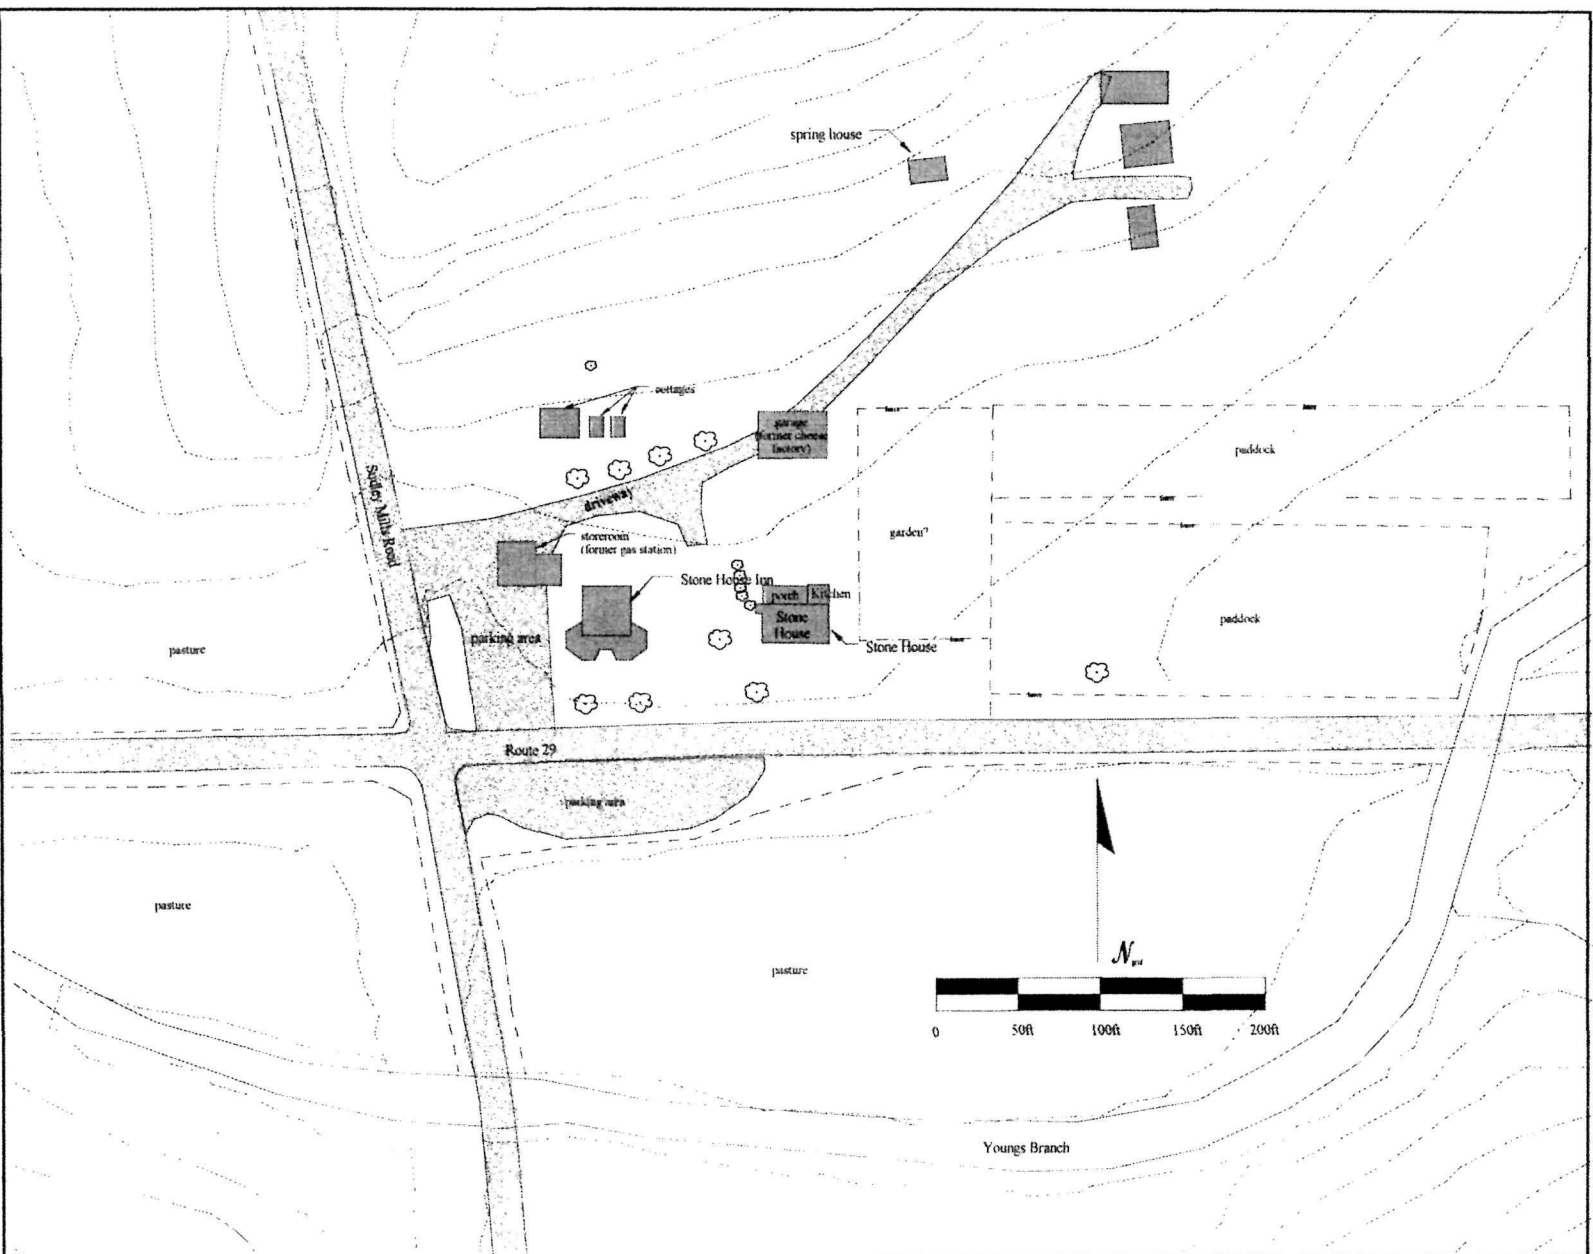 spring house
cottages
garage
(former cheese
factory)
paddock
Sudley Mills Road
driveway
garden?
storeroom
(former gas station)
Stone House Inn
porch
Kitchen
Stone
House
Stone House
paddock
parking area
pasture
Route 29
parking area
pasture
pasture
N
0
50ft
100ft
150ft
200ft
Youngs Branch